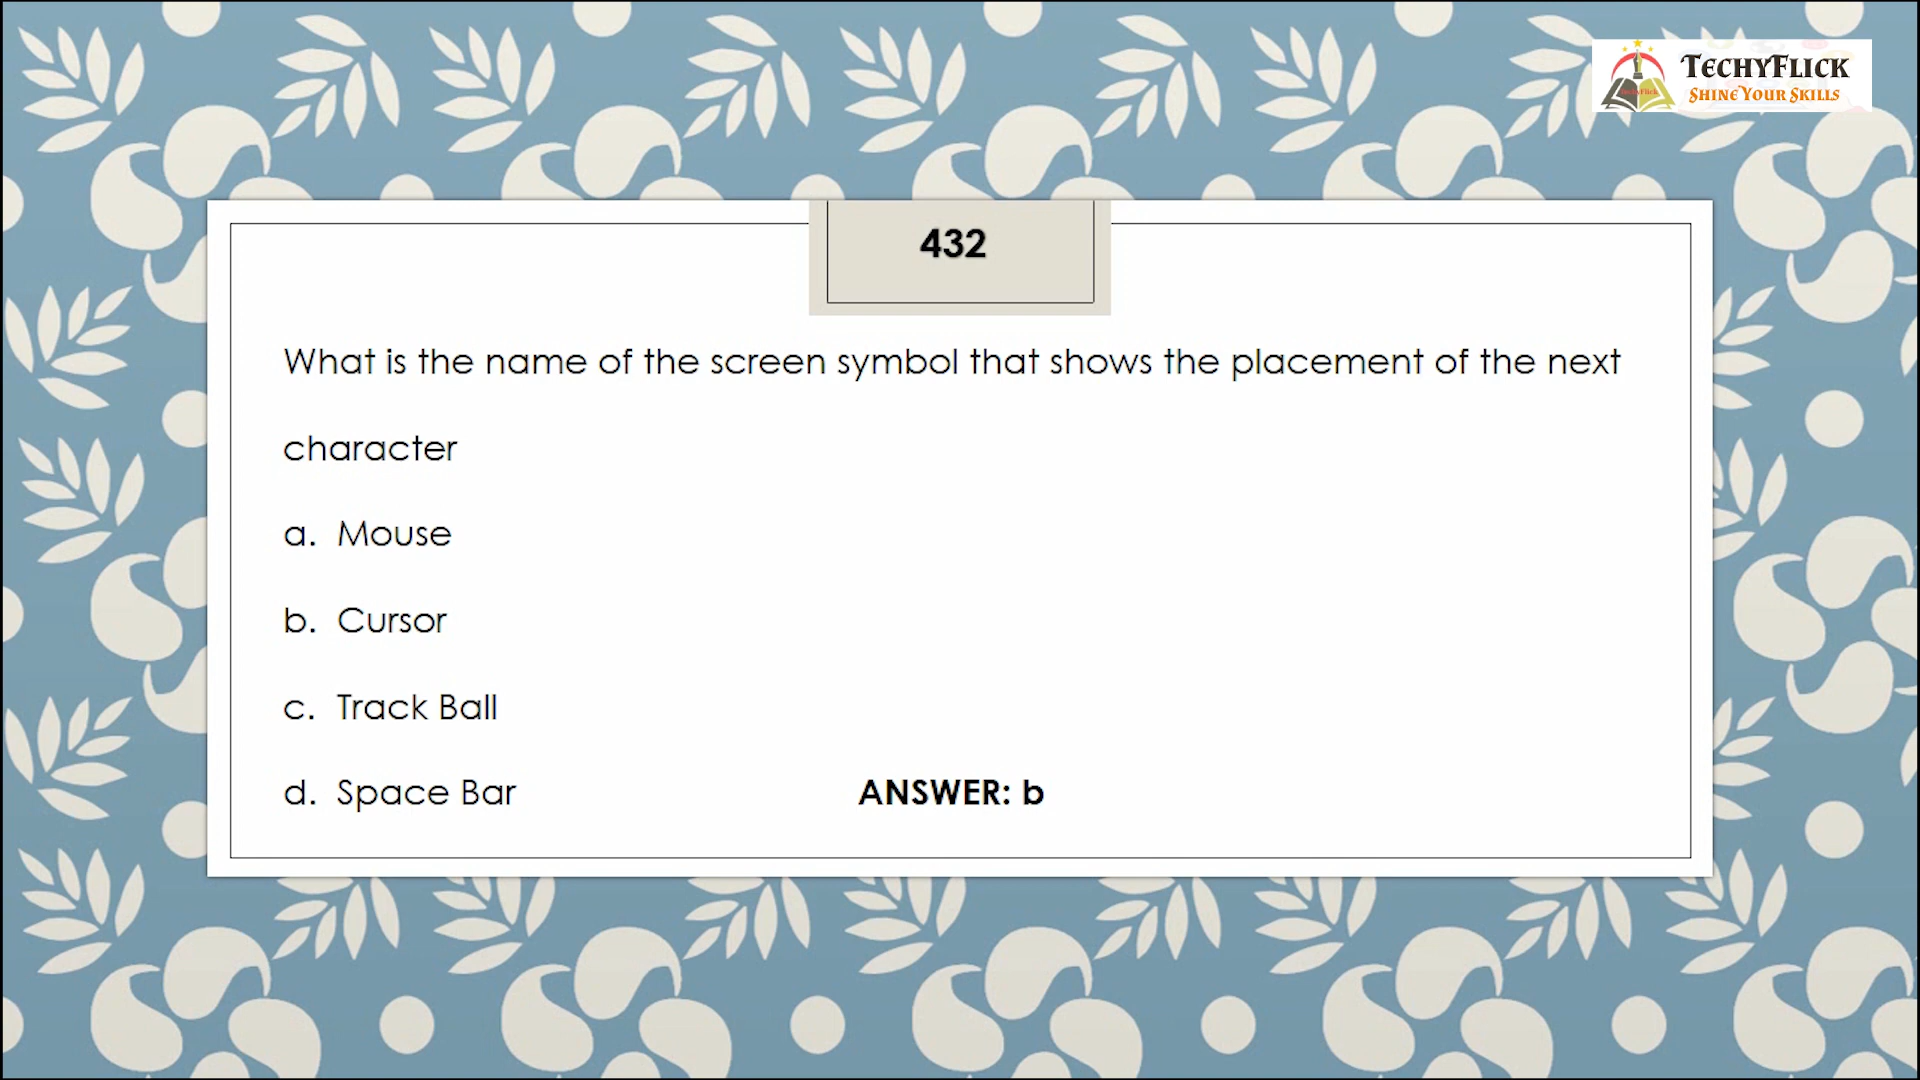 TECHYFLICK
SHINE YOUR SKILLS
432
What is the name of the screen symbol that shows the placement of the next
character
a. Mouse
b. Cursor
c. Track Ball
d. Space Bar
ANSWER: b